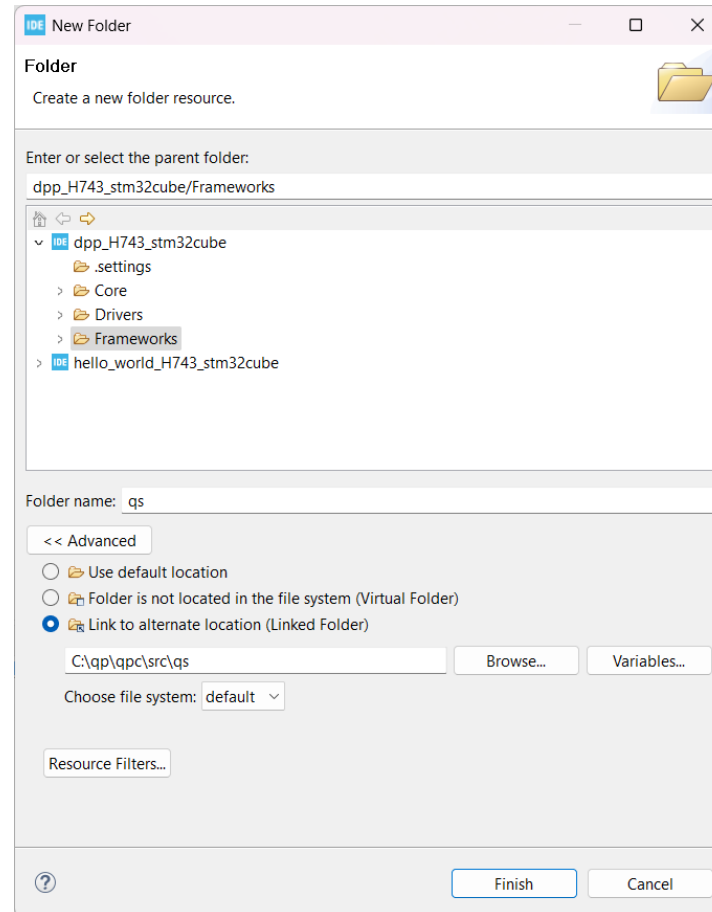 IDE New Folder
Folder
Create a new folder resource.
Enter or select the parent folder:
dpp_H743_stm32cube/Frameworks
IDE dpp_H743_stm32cube
.settings
Core
Drivers
Frameworks
IDE hello_world_H743_stm32cube
Folder name: qs
<< Advanced
Use default location
Folder is not located in the file system (Virtual Folder)
Link to alternate location (Linked Folder)
C:\qp\qpc\src\qs Browse... Variables...
Choose file system: default
Resource Filters...
? Finish Cancel